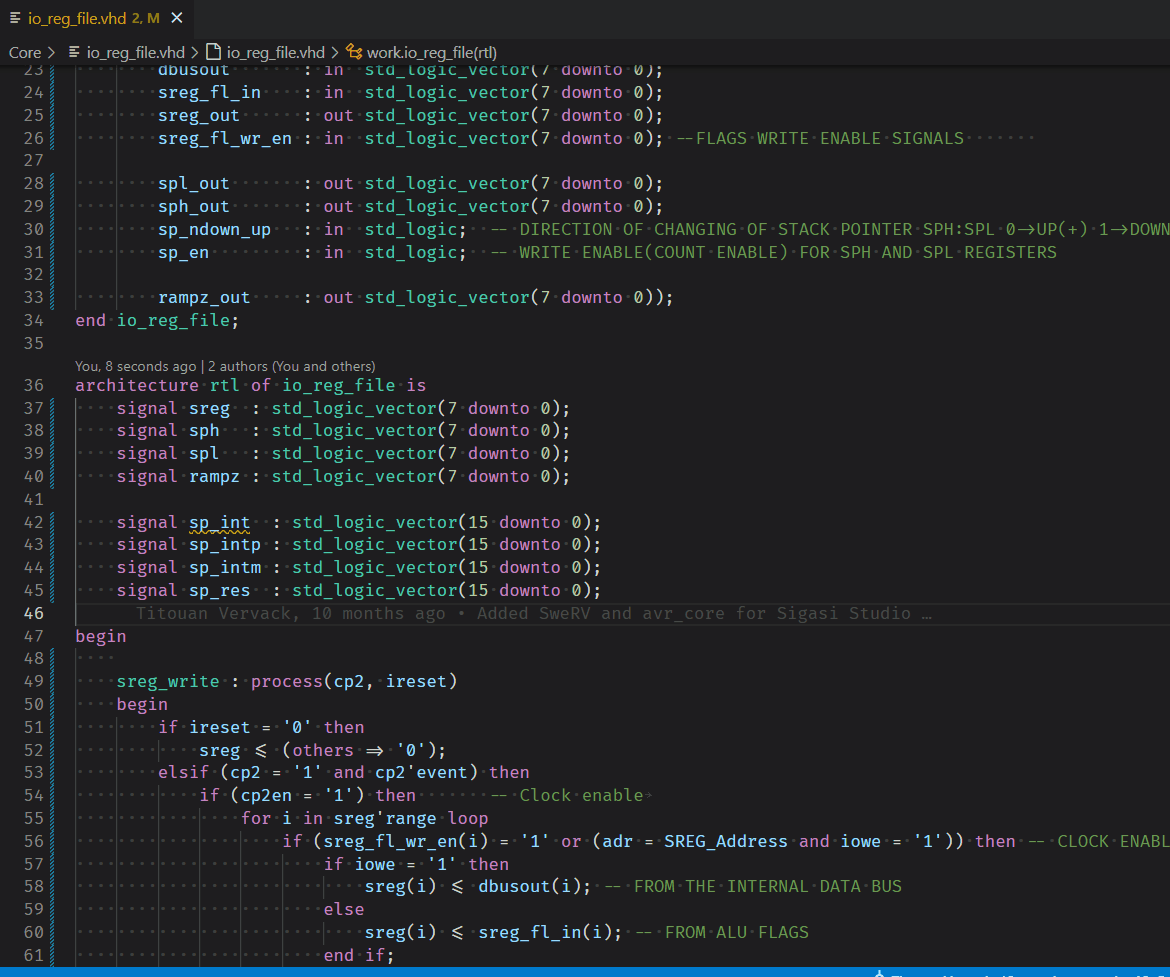 io_reg_file.vhd 2, M
Core > io_reg_file.vhd > io_reg_file.vhd > work.io_reg_file(rtl)
23 dbusout : in std_logic_vector(7 downto 0);
24 sreg_fl_in : in std_logic_vector(7 downto 0);
25 sreg_out : out std_logic_vector(7 downto 0);
26 sreg_fl_wr_en : in std_logic_vector(7 downto 0); --FLAGS WRITE ENABLE SIGNALS
27
28 spl_out : out std_logic_vector(7 downto 0);
29 sph_out : out std_logic_vector(7 downto 0);
30 sp_ndown_up : in std_logic; -- DIRECTION OF CHANGING OF STACK POINTER SPH:SPL 0->UP(+) 1->DOWN
31 sp_en : in std_logic; -- WRITE ENABLE(COUNT ENABLE) FOR SPH AND SPL REGISTERS
32
33 rampz_out : out std_logic_vector(7 downto 0));
34 end io_reg_file;
35
You, 8 seconds ago | 2 authors (You and others)
36 architecture rtl of io_reg_file is
37 signal sreg : std_logic_vector(7 downto 0);
38 signal sph : std_logic_vector(7 downto 0);
39 signal spl : std_logic_vector(7 downto 0);
40 signal rampz : std_logic_vector(7 downto 0);
41
42 signal sp_int : std_logic_vector(15 downto 0);
43 signal sp_intp : std_logic_vector(15 downto 0);
44 signal sp_intm : std_logic_vector(15 downto 0);
45 signal sp_res : std_logic_vector(15 downto 0);
46 Titouan Vervack, 10 months ago • Added SweRV and avr_core for Sigasi Studio …
47 begin
48
49 sreg_write : process(cp2, ireset)
50 begin
51 if ireset = '0' then
52 sreg <= (others => '0');
53 elsif (cp2 = '1' and cp2'event) then
54 if (cp2en = '1') then -- Clock enable
55 for i in sreg'range loop
56 if (sreg_fl_wr_en(i) = '1' or (adr = SREG_Address and iowe = '1')) then -- CLOCK ENABL
57 if iowe = '1' then
58 sreg(i) <= dbusout(i); -- FROM THE INTERNAL DATA BUS
59 else
60 sreg(i) <= sreg_fl_in(i); -- FROM ALU FLAGS
61 end if;